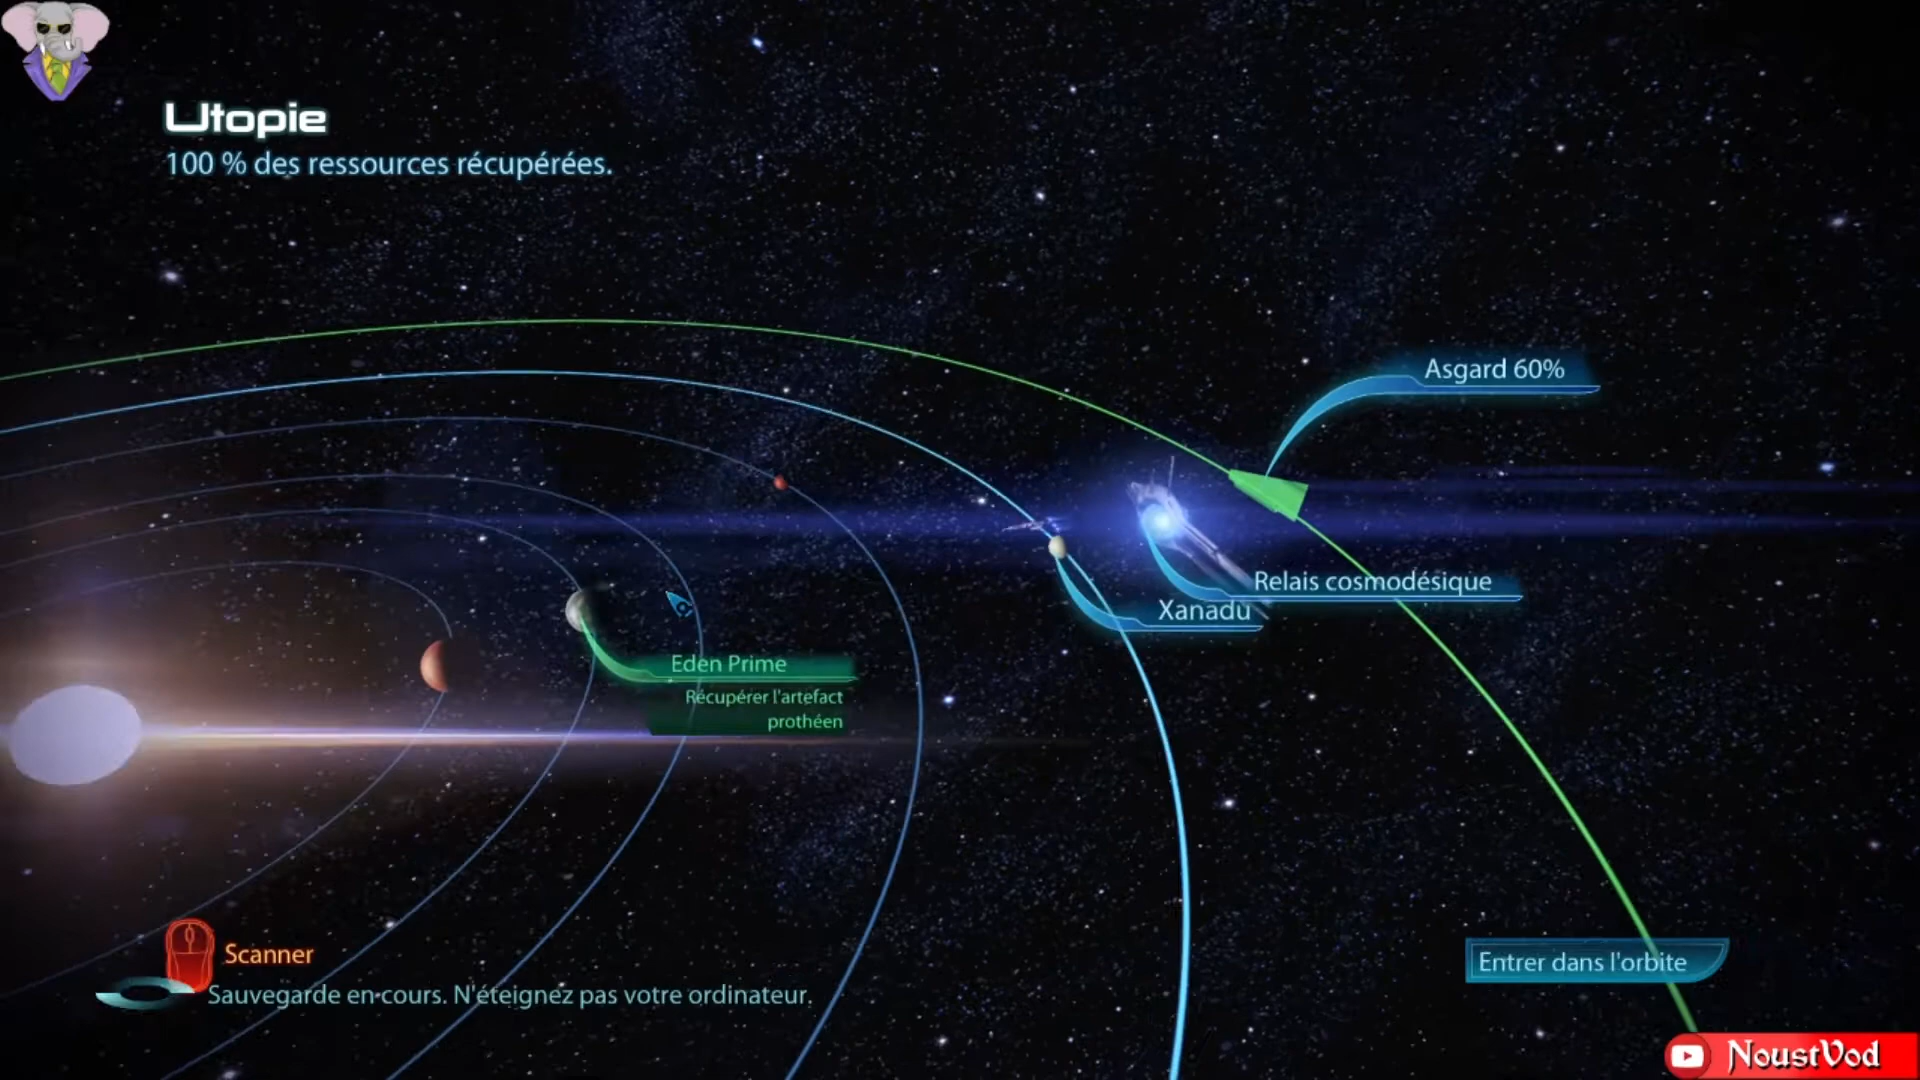 Utopie
100 % des ressources récupérées.
Asgard 60%
Relais cosmodésique
Xanadu
Eden Prime
Récupérer l'artefact
prothéen
Scanner
Sauvegarde en cours. N'éteignez pas votre ordinateur.
Entrer dans l'orbite
NoustVod